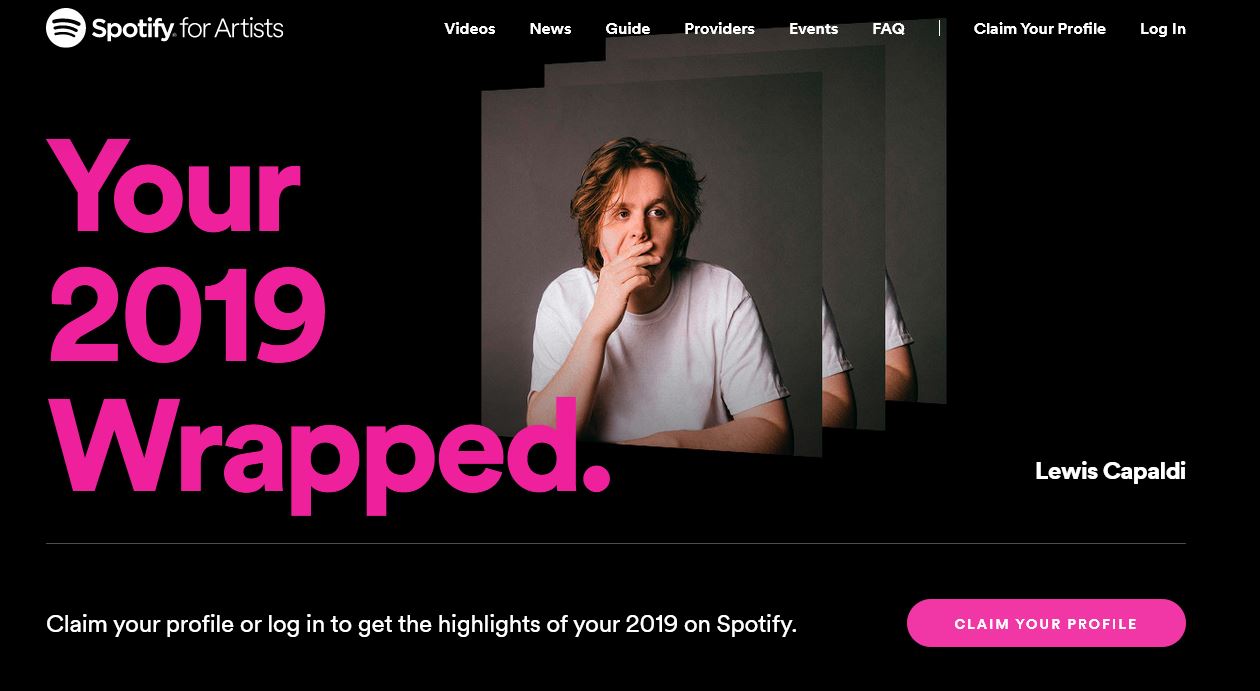 Spotify for Artists
Videos News Guide Providers Events FAQ | Claim Your Profile Log In
Your
2019
Wrapped.
Lewis Capaldi
Claim your profile or log in to get the highlights of your 2019 on Spotify.
CLAIM YOUR PROFILE